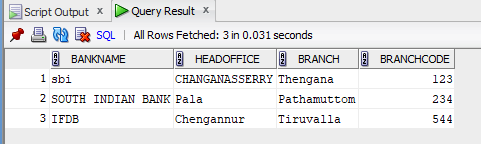 Script Output × Query Result ×
SQL | All Rows Fetched: 3 in 0.031 seconds
BANKNAME HEADOFFICE BRANCH BRANCHCODE
1 sbi CHANGANASSERRY Thengana 123
2 SOUTH INDIAN BANK Pala Pathamuttom 234
3 IFDB Chengannur Tiruvalla 544